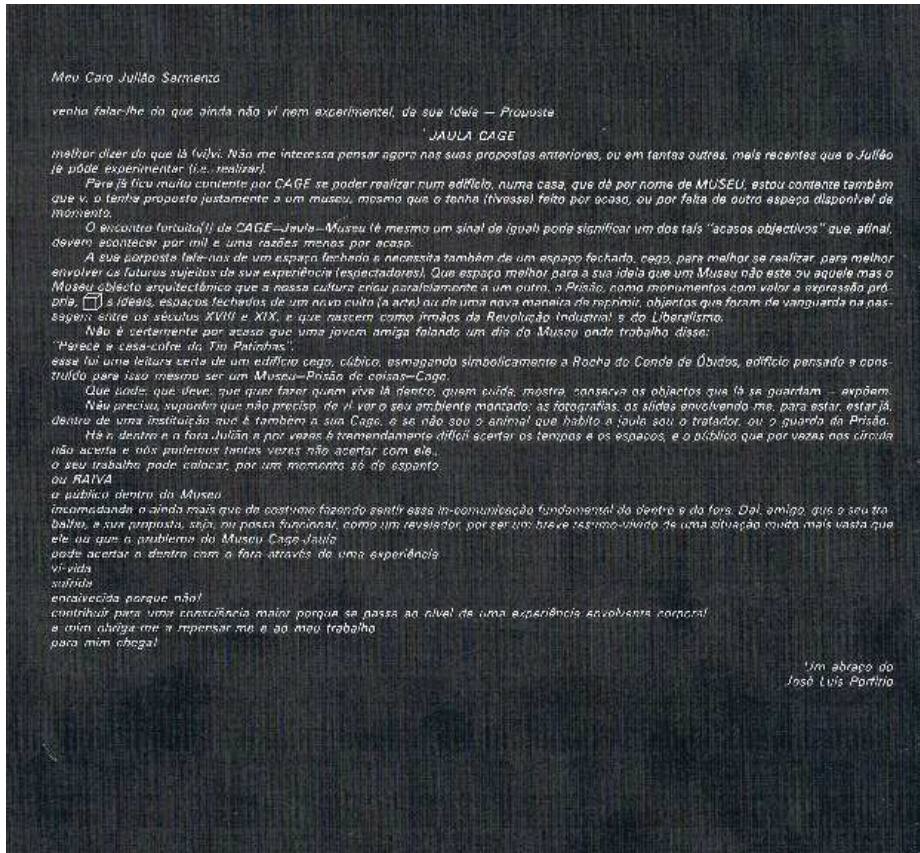 Meu Caro Julião Sarmento
venho falar-lhe do que ainda não vi nem experimentei, da sua Ideia — Proposta
JAULA CAGE
melhor dizer do que lá (vi)vi. Não me interessa pensar agora nas suas propostas anteriores, ou em tantas outras, mais recentes que o Julião
já pôde experimentar (i.e., realizar).
Para já fico muito contente por CAGE se poder realizar num edifício, numa casa, que dá por nome de MUSEU, estou contente também
que v. o tenha proposto justamente a um museu, mesmo que o tenha (tivesse) feito por acaso, ou por falta de outro espaço disponível de
momento.
O encontro fortuito(!) da CAGE—Jaula—Museu (é mesmo um sinal de igual) pode significar um dos tais "acasos objectivos" que, afinal,
devem acontecer por mil e uma razões menos por acaso.
A sua porposta fala-nos de um espaço fechado e necessita também de um espaço fechado, cego, para melhor se realizar, para melhor
envolver os futuros sujeitos da sua experiência (espectadores). Que espaço melhor para a sua ideia que um Museu não este ou aquele mas o
Museu objecto arquitectónico que a nossa cultura criou paralelamente a um outro, a Prisão, como monumentos com valor e expressão pró-
pria, s ideais, espaços fechados de um novo culto (a arte) ou de uma nova maneira de reprimir, objectos que foram de vanguarda na pas-
sagem entre os séculos XVIII e XIX, e que nascem como irmãos da Revolução Industrial e do Liberalismo.
Não é certamente por acaso que uma jovem amiga falando um dia do Museu onde trabalho disse:
"Parece a casa-cofre do Tio Patinhas".
essa foi uma leitura certa de um edifício cego, cúbico, esmagando simbolicamente a Rocha do Conde de Óbidos, edifício pensado e cons-
truído para isso mesmo ser um Museu—Prisão de coisas—Cage.
Que pode, que deve, que quer fazer quem vive lá dentro, quem cuida, mostra, conserva os objectos que lá se guardam — expõem.
Não preciso, suponho que não preciso, de vi ver o seu ambiente montado: as fotografias, os slides envolvendo-me, para estar, estar já,
dentro de uma instituição que é também a sua Cage, e se não sou o animal que habita a jaula sou o tratador, ou o guarda da Prisão.
Há o dentro e o fora Julião e por vezes é tremendamente difícil acertar os tempos e os espaços, e o público que por vezes nos circula
não acerta e nós podemos tantas vezes não acertar com ele..
o seu trabalho pode colocar, por um momento só de espanto
ou RAIVA
o público dentro do Museu
incomodando o ainda mais que de costume fazendo sentir essa in-comunicação fundamental do dentro e do fora. Daí, amigo, que o seu tra
balho, a sua proposta, seja, ou possa funcionar, como um revelador, por ser um breve resumo-vivido de uma situação muito mais vasta que
ele ou que o problema do Museu Cage-Jaula
pode acertar o dentro com o fora através de uma experiência
vi-vida
sofrida
enraivecida porque não!
contribuir para uma consciência maior porque se passa ao nível de uma experiência envolvente corporal
a mim obriga-me a repensar me e ao meu trabalho
para mim chega!
Um abraço do
José Luis Porfírio